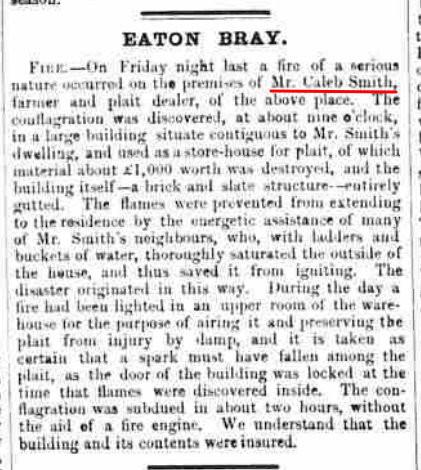 season.
EATON BRAY.
FIRE.—On Friday night last a fire of a serious
nature occurred on the premises of Mr. Caleb Smith,
farmer and plait dealer, of the above place. The
conflagration was discovered, at about nine o'clock,
in a large building situate contiguous to Mr. Smith's
dwelling, and used as a store-house for plait, of which
material about £1,000 worth was destroyed, and the
building itself—a brick and slate structure—entirely
gutted. The flames were prevented from extending
to the residence by the energetic assistance of many
of Mr. Smith's neighbours, who, with ladders and
buckets of water, thoroughly saturated the outside of
the house, and thus saved it from igniting. The
disaster originated in this way. During the day a
fire had been lighted in an upper room of the ware-
house for the purpose of airing it and preserving the
plait from injury by damp, and it is taken as
certain that a spark must have fallen among the
plait, as the door of the building was locked at the
time that flames were discovered inside. The con-
flagration was subdued in about two hours, without
the aid of a fire engine. We understand that the
building and its contents were insured.